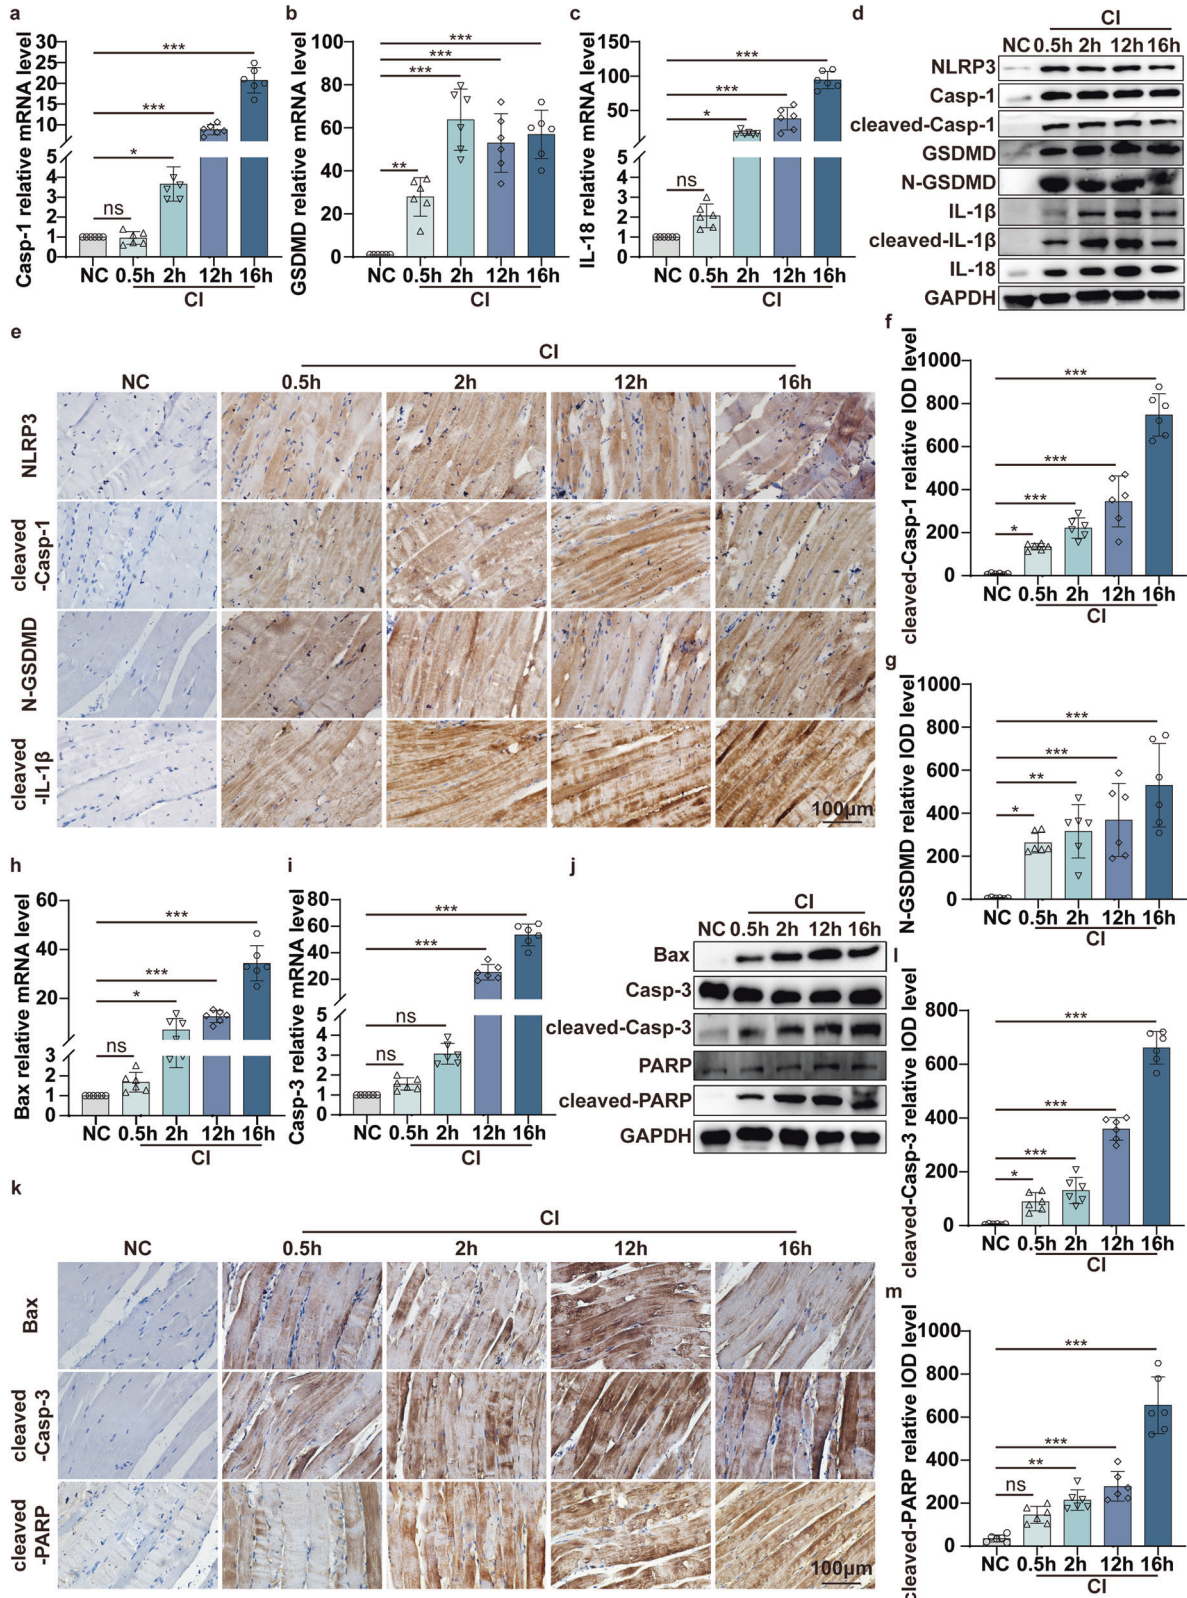 a
Casp-1 relative mRNA level
30
25
20
15
10
5
5
4
3
2
1
0
ns
*
***
***
NC 0.5h 2h 12h 16h
CI
b
GSDMD relative mRNA level
100
80
60
40
20
0
**
***
***
***
NC 0.5h 2h 12h 16h
CI
c
IL-18 relative mRNA level
150
100
50
5
4
3
2
1
0
ns
*
***
***
NC 0.5h 2h 12h 16h
CI
d
CI
NC 0.5h 2h 12h 16h
NLRP3
Casp-1
cleaved-Casp-1
GSDMD
N-GSDMD
IL-1β
cleaved-IL-1β
IL-18
GAPDH
e
CI
NC 0.5h 2h 12h 16h
NLRP3
cleaved
-Casp-1
N-GSDMD
cleaved
-IL-1β
100μm
f
cleaved-Casp-1 relative IOD level
1000
800
600
400
200
0
*
***
***
***
NC 0.5h 2h 12h 16h
CI
g
N-GSDMD relative IOD level
1000
800
600
400
200
0
*
**
***
***
NC 0.5h 2h 12h 16h
CI
h
Bax relative mRNA level
60
40
20
3
2
1
0
ns
*
***
***
NC 0.5h 2h 12h 16h
CI
i
Casp-3 relative mRNA level
80
60
40
20
5
4
3
2
1
0
ns
ns
***
***
NC 0.5h 2h 12h 16h
CI
j
CI
NC 0.5h 2h 12h 16h
Bax
Casp-3
cleaved-Casp-3
PARP
cleaved-PARP
GAPDH
k
CI
NC 0.5h 2h 12h 16h
Bax
cleaved
-Casp-3
cleaved
-PARP
100μm
l
cleaved-Casp-3 relative IOD level
800
600
400
200
0
*
***
***
***
NC 0.5h 2h 12h 16h
CI
m
cleaved-PARP relative IOD level
1000
800
600
400
200
0
ns
**
***
***
NC 0.5h 2h 12h 16h
CI